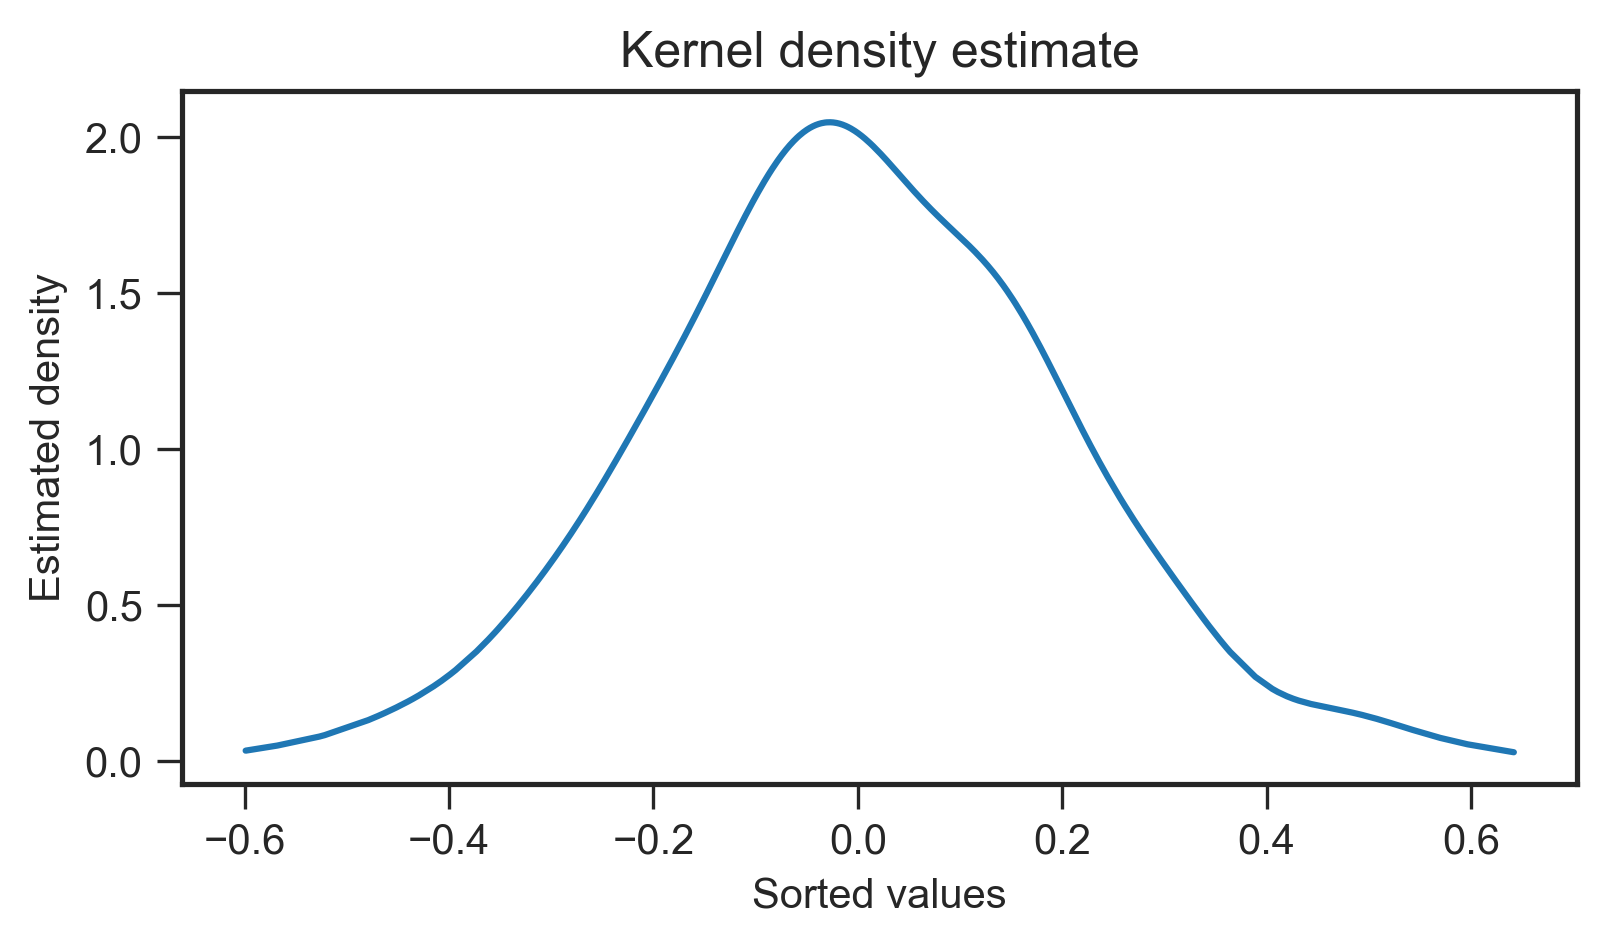 Kernel density estimate
2.0
1.5
1.0
0.5
0.0
Estimated density
−0.6 −0.4 −0.2 0.0 0.2 0.4 0.6
Sorted values